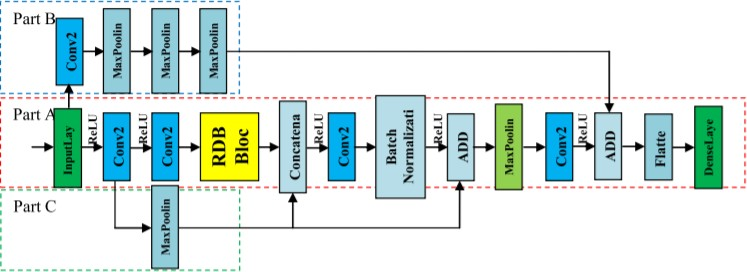 Part B
Conv2
MaxPoolin
MaxPoolin
MaxPoolin
Part A
InputLay
ReLU
Conv2
ReLU
Conv2
RDB
Bloc
Concatena
ReLU
Conv2
Batch
Normalizati
ReLU
ADD
MaxPoolin
Conv2
ReLU
ADD
Flatte
DenseLaye
Part C
MaxPoolin